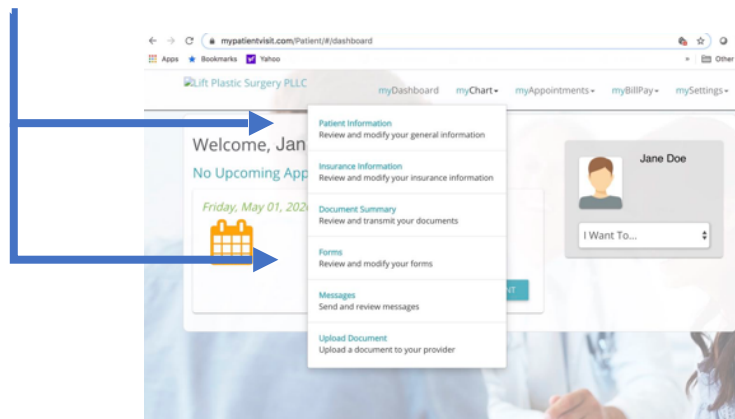 mypatientvisit.com/Patient/#/dashboard
Apps Bookmarks Yahoo » Other
Lift Plastic Surgery PLLC myDashboard myChart myAppointments myBillPay mySettings
Patient Information
Review and modify your general information
Welcome, Jan
Jane Doe
Insurance Information
Review and modify your insurance information
No Upcoming App
Friday, May 01, 202
Document Summary
Review and transmit your documents
I Want To...
Forms
Review and modify your forms
Messages
Send and review messages
NT
Upload Document
Upload a document to your provider